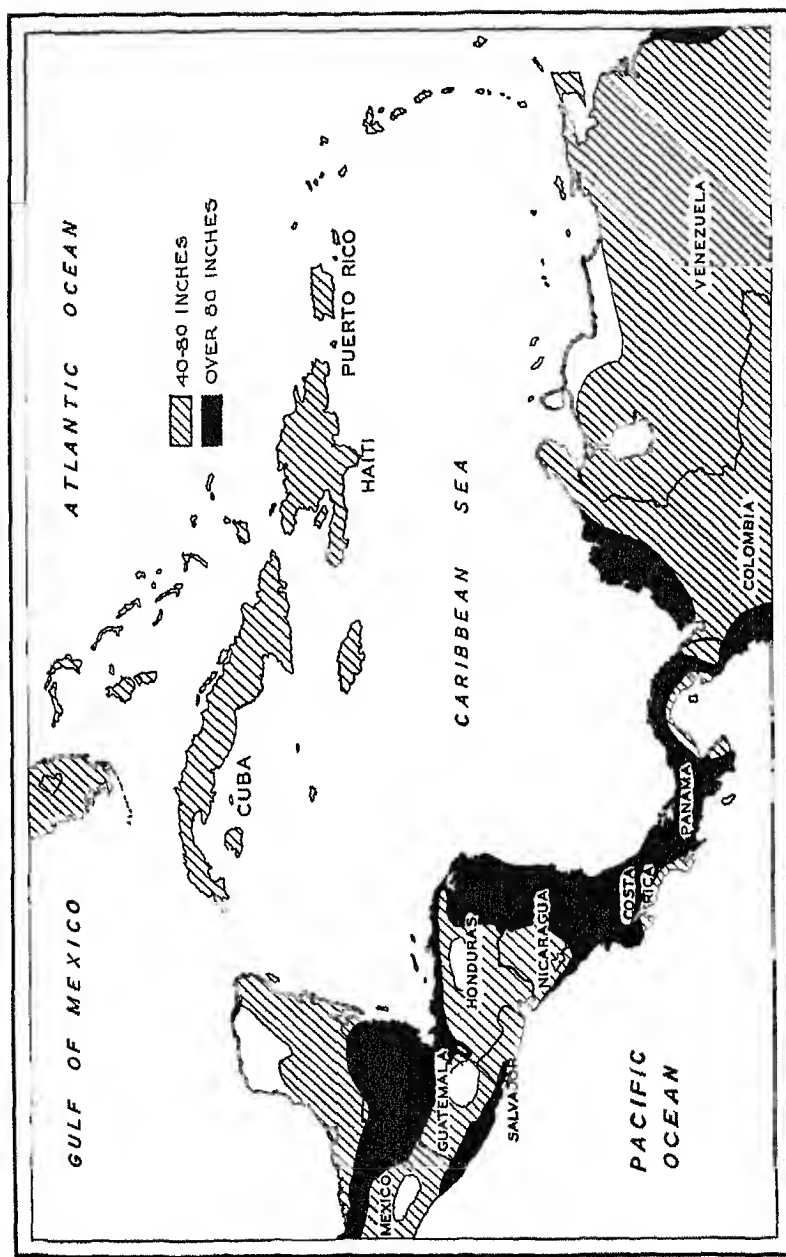 GULF OF MEXICO
ATLANTIC OCEAN
40-80 INCHES
OVER 80 INCHES
CUBA
HAITI
PUERTO RICO
CARIBBEAN SEA
MEXICO
GUATEMALA
HONDURAS
SALVADOR
NICARAGUA
COSTA
RICA
PANAMA
COLOMBIA
VENEZUELA
PACIFIC
OCEAN